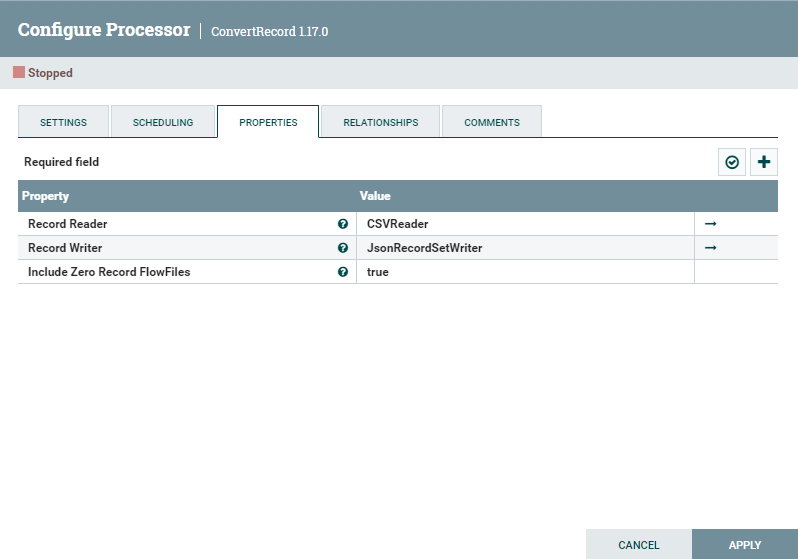 Configure Processor | ConvertRecord 1.17.0
Stopped
SETTINGS SCHEDULING PROPERTIES RELATIONSHIPS COMMENTS
Required field
Property Value
Record Reader CSVReader
Record Writer JsonRecordSetWriter
Include Zero Record FlowFiles true
CANCEL APPLY